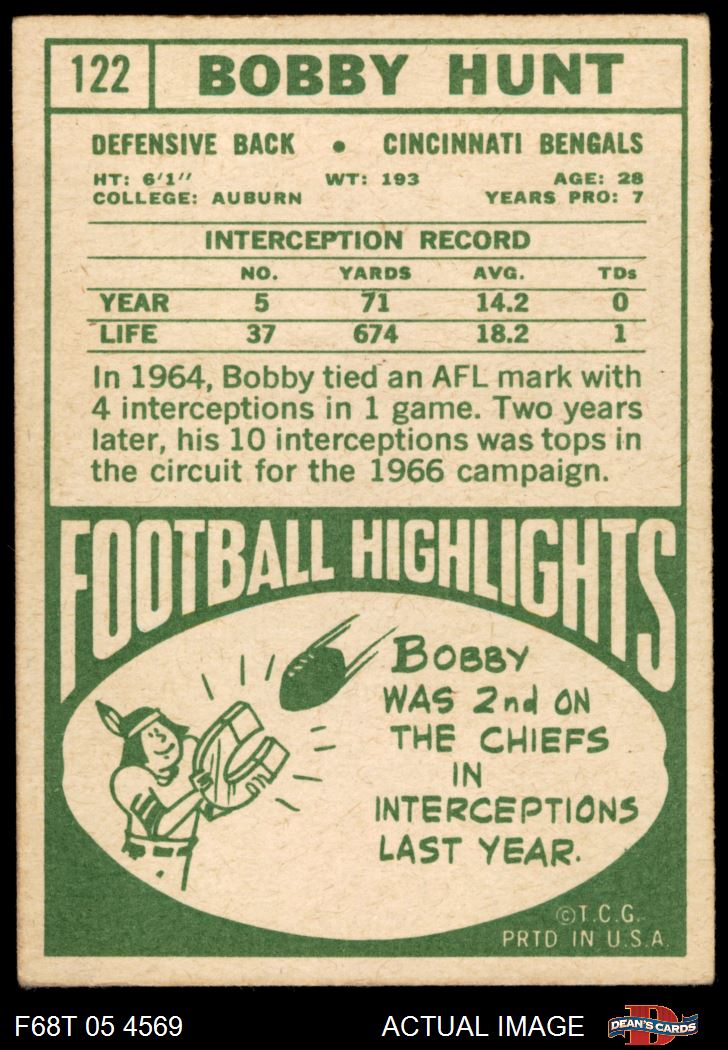 122 BOBBY HUNT
DEFENSIVE BACK • CINCINNATI BENGALS
HT: 6'1" WT: 193 AGE: 28
COLLEGE: AUBURN YEARS PRO: 7
INTERCEPTION RECORD
NO. YARDS AVG. TDs
YEAR 5 71 14.2 0
LIFE 37 674 18.2 1
In 1964, Bobby tied an AFL mark with
4 interceptions in 1 game. Two years
later, his 10 interceptions was tops in
the circuit for the 1966 campaign.
FOOTBALL HIGHLIGHTS
BOBBY
WAS 2nd ON
THE CHIEFS
IN
INTERCEPTIONS
LAST YEAR.
©T.C.G.
PRTD IN U.S.A.
F68T 05 4569 ACTUAL IMAGE DEAN'S CARDS